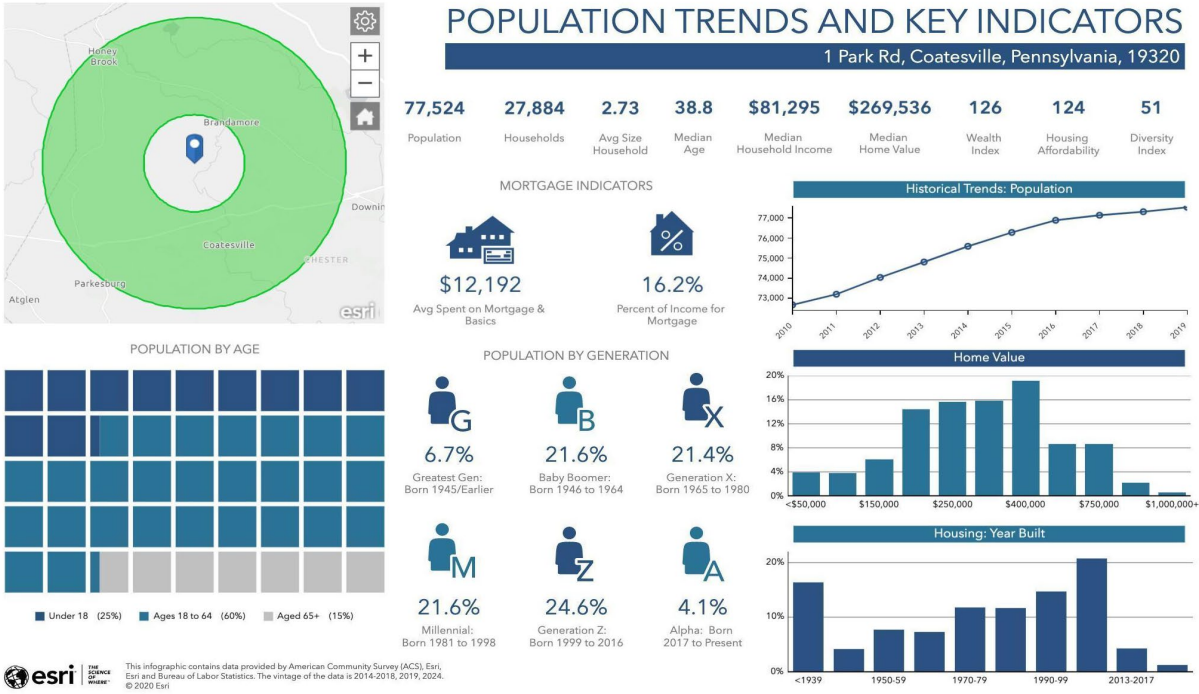 POPULATION TRENDS AND KEY INDICATORS
1 Park Rd, Coatesville, Pennsylvania, 19320
Honey
Brook
Brandamore
Downin
Coatesville
CHESTER
Parkesburg
Atglen
esri
+
−
77,524
Population
27,884
Households
2.73
Avg Size
Household
38.8
Median
Age
$81,295
Median
Household Income
$269,536
Median
Home Value
126
Wealth
Index
124
Housing
Affordability
51
Diversity
Index
MORTGAGE INDICATORS
$12,192
Avg Spent on Mortgage &
Basics
%
16.2%
Percent of Income for
Mortgage
Historical Trends: Population
77,000
76,000
75,000
74,000
73,000
2010 2011 2012 2013 2014 2015 2016 2017 2018 2019
POPULATION BY AGE
Under 18 (25%) Ages 18 to 64 (60%) Aged 65+ (15%)
POPULATION BY GENERATION
G
6.7%
Greatest Gen:
Born 1945/Earlier
B
21.6%
Baby Boomer:
Born 1946 to 1964
X
21.4%
Generation X:
Born 1965 to 1980
M
21.6%
Millennial:
Born 1981 to 1998
Z
24.6%
Generation Z:
Born 1999 to 2016
A
4.1%
Alpha: Born
2017 to Present
Home Value
20%
16%
12%
8%
4%
0%
<$50,000 $150,000 $250,000 $400,000 $750,000 $1,000,000+
Housing: Year Built
20%
10%
0%
<1939 1950-59 1970-79 1990-99 2013-2017
esri
THE
SCIENCE
OF
WHERE™
This infographic contains data provided by American Community Survey (ACS), Esri,
Esri and Bureau of Labor Statistics. The vintage of the data is 2014-2018, 2019, 2024.
© 2020 Esri